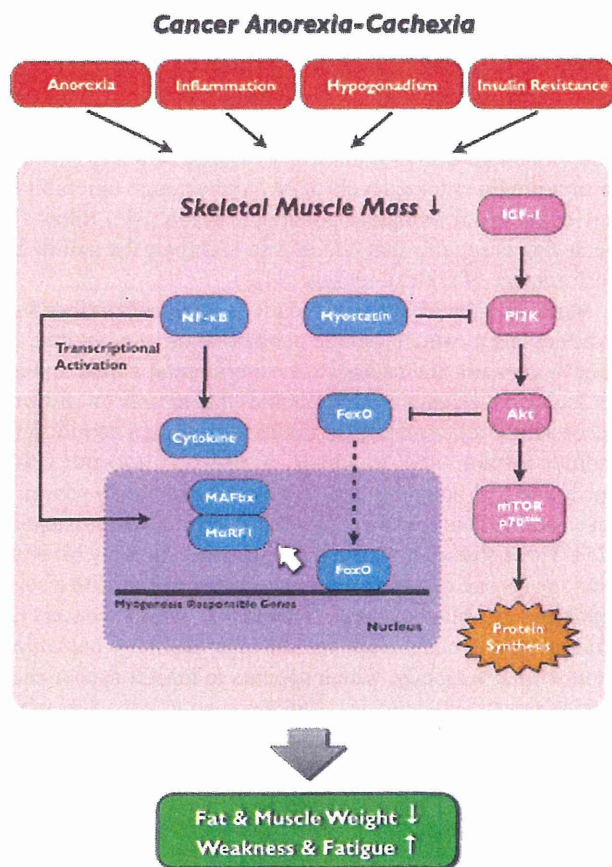 Cancer Anorexia-Cachexia
Anorexia
Inflammation
Hypogonadism
Insulin Resistance
Skeletal Muscle Mass ↓
IGF-I
NF-κB
Myostatin
PI3K
Transcriptional
Activation
FoxO
Akt
Cytokine
MAFbx
MuRF1
mTOR
p70
FoxO
Myogenesis Responsible Genes
Nucleus
Protein
Synthesis
Fat & Muscle Weight ↓
Weakness & Fatigue ↑